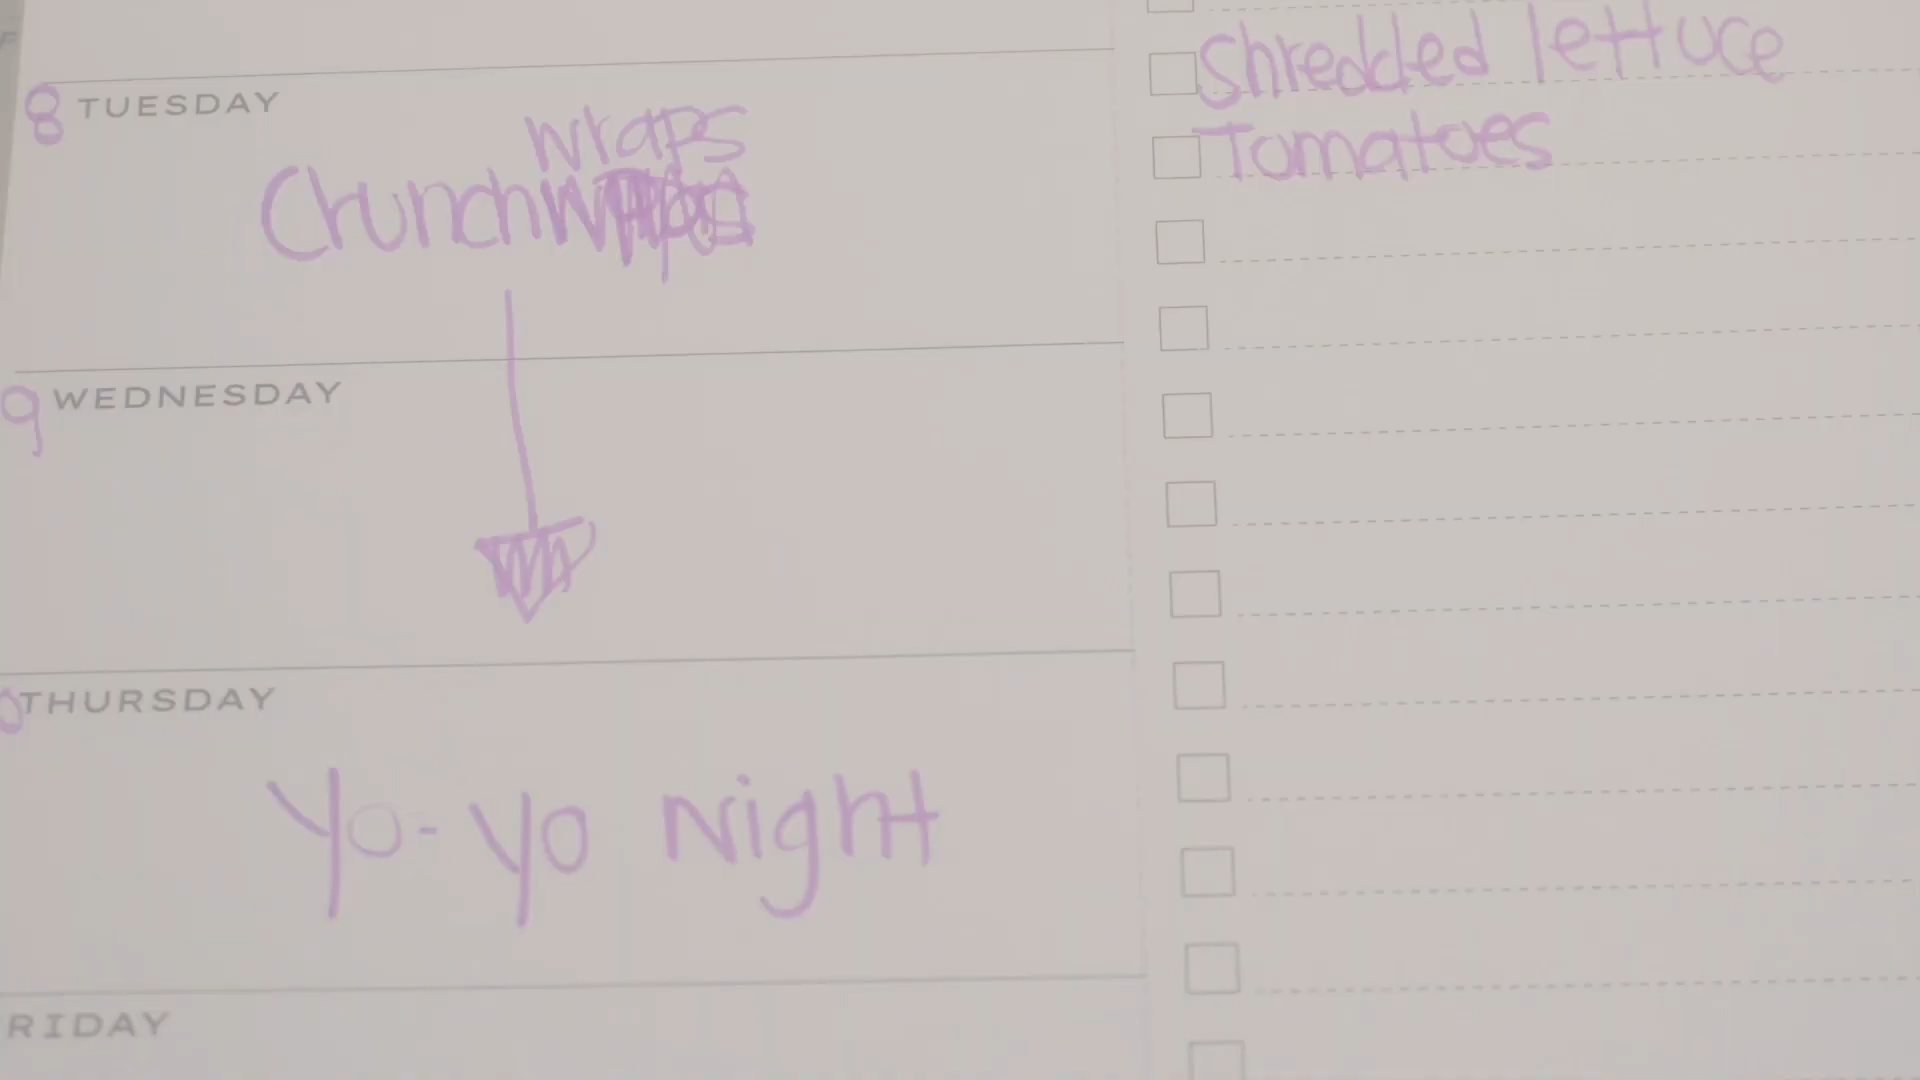 8 TUESDAY
wraps
Crunch
9 WEDNESDAY
THURSDAY
Yo-yo Night
RIDAY
Shredded lettuce
Tomatoes